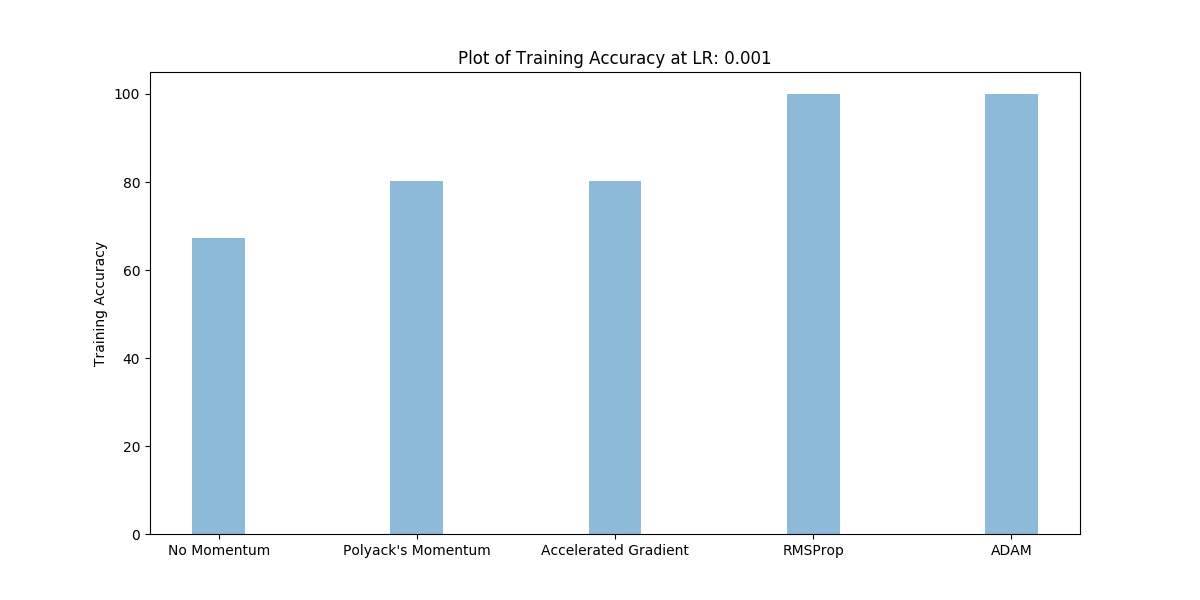 Plot of Training Accuracy at LR: 0.001
Training Accuracy
100
80
60
40
20
0
No Momentum
Polyack's Momentum
Accelerated Gradient
RMSProp
ADAM